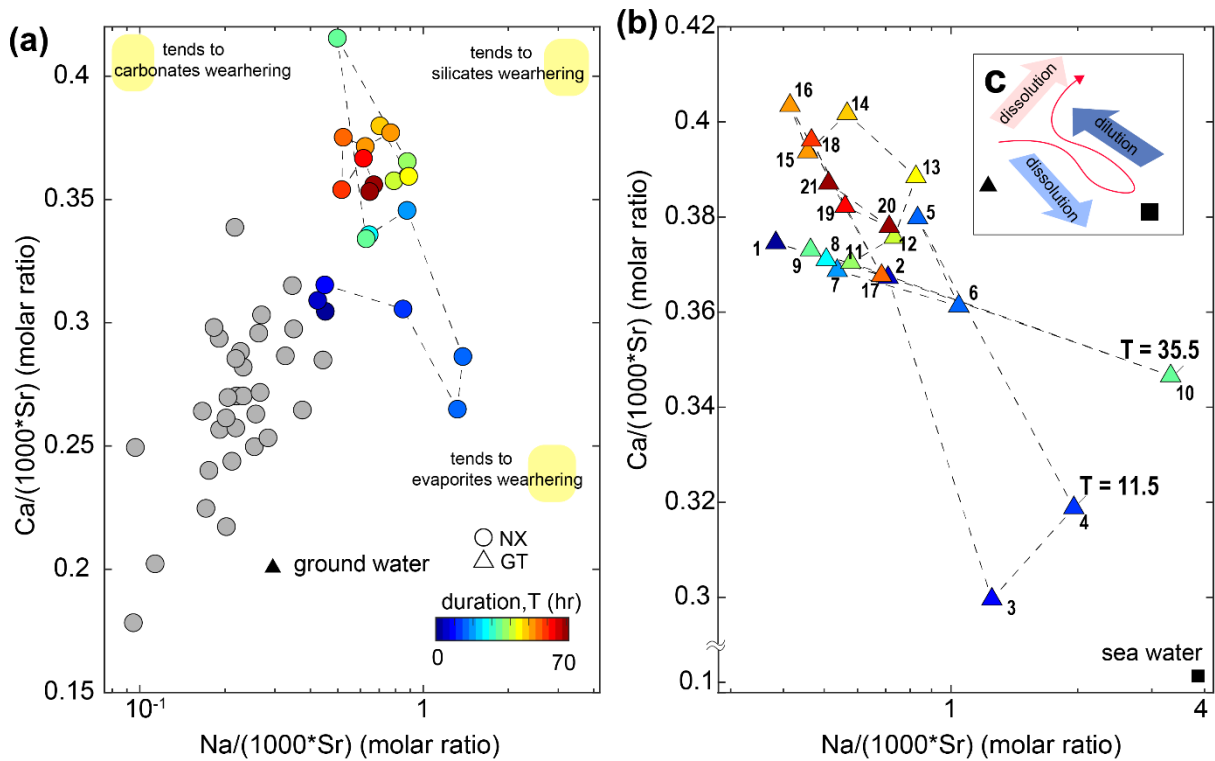 (a)
Ca/(1000*Sr) (molar ratio)
0.4
0.35
0.3
0.25
0.2
0.15
tends to
carbonates wearhering
tends to
silicates wearhering
tends to
evaporites wearhering
ground water
NX
GT
duration,T (hr)
0
70
10-1
1
Na/(1000*Sr) (molar ratio)
(b)
Ca/(1000*Sr) (molar ratio)
0.42
0.4
0.38
0.36
0.34
0.32
0.3
0.1
16
14
18
15
13
21
5
19
20
12
1
9
8
11
7
17
2
6
T = 35.5
10
T = 11.5
4
3
sea water
c
dissolution
dilution
dissolution
1
2
4
Na/(1000*Sr) (molar ratio)